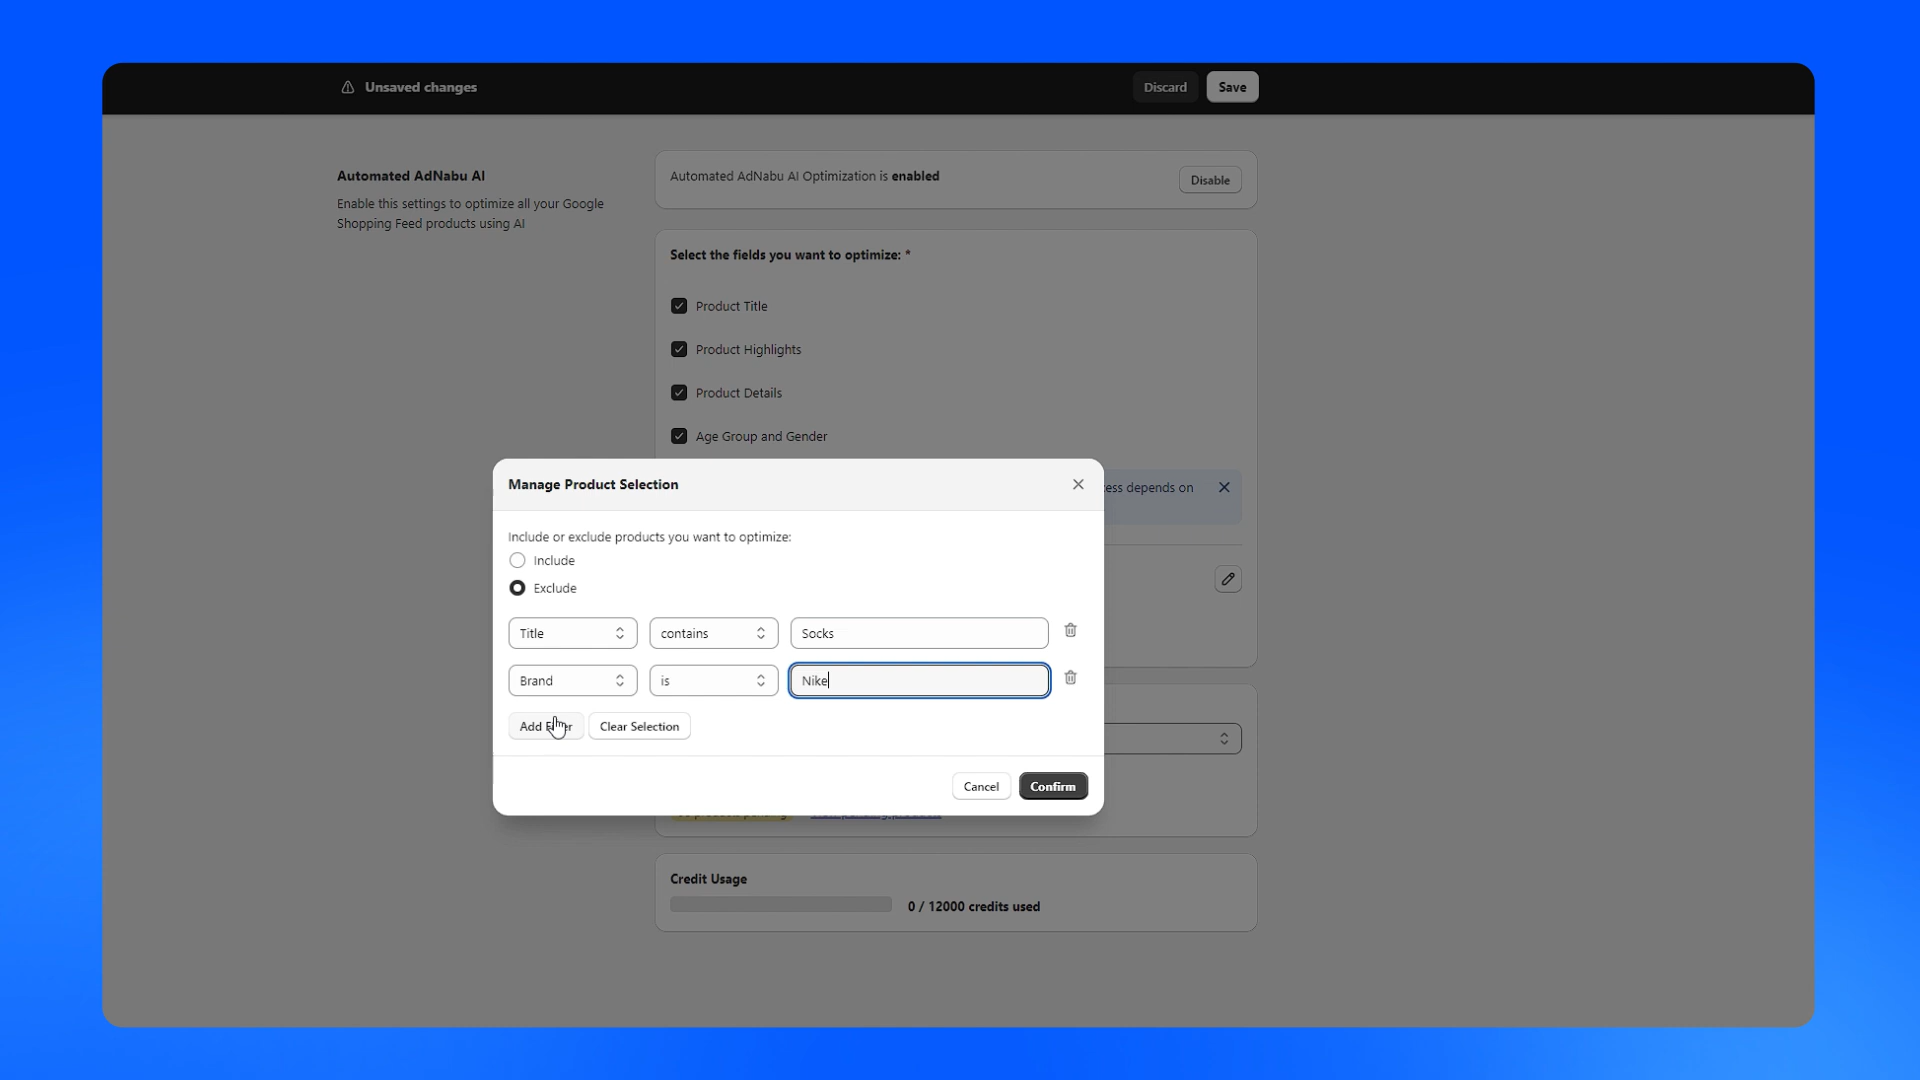 Unsaved changes
Discard
Save
Automated AdNabu AI
Enable this settings to optimize all your Google
Shopping Feed products using AI
Automated AdNabu AI Optimization is enabled
Disable
Select the fields you want to optimize: *
Product Title
Product Highlights
Product Details
Age Group and Gender
depends on
Manage Product Selection
Include or exclude products you want to optimize:
Include
Exclude
Title
contains
Socks
Brand
is
Nike
Add
Clear Selection
Cancel
Confirm
Credit Usage
0 / 12000 credits used